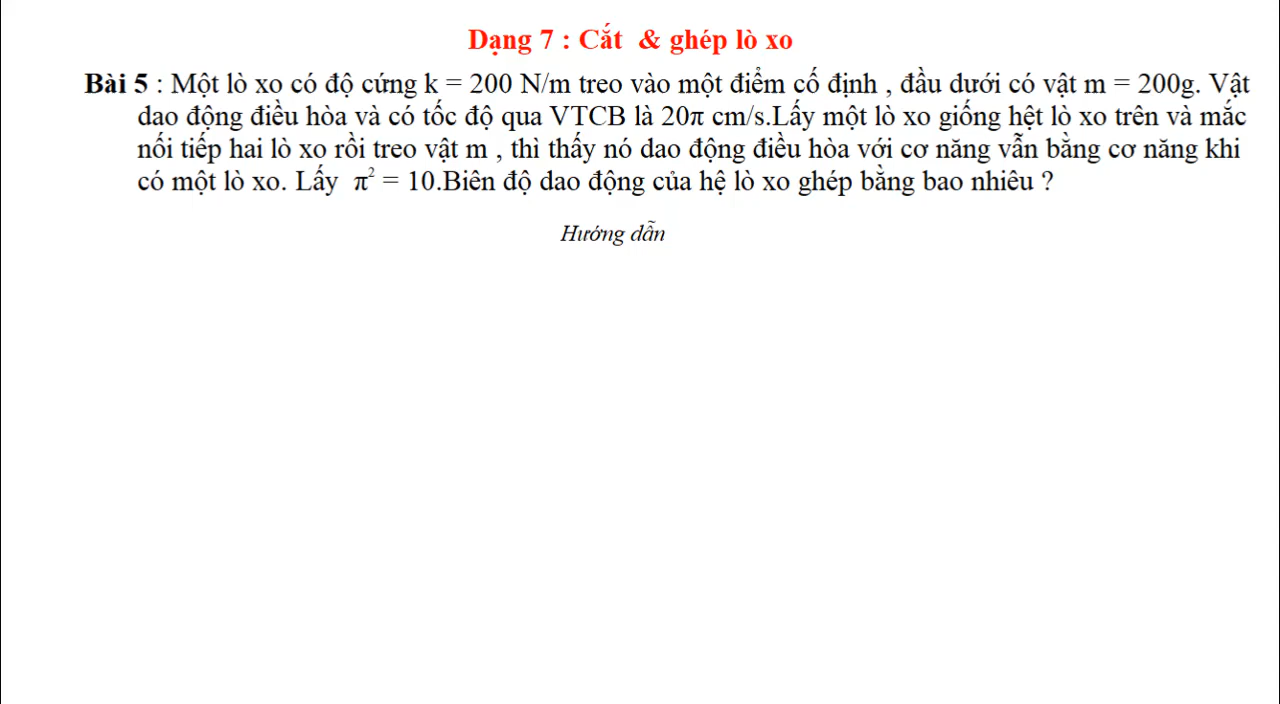 Dạng 7 : Cắt & ghép lò xo
Bài 5 : Một lò xo có độ cứng k = 200 N/m treo vào một điểm cố định , đầu dưới có vật m = 200g. Vật
dao động điều hòa và có tốc độ qua VTCB là 20π cm/s.Lấy một lò xo giống hệt lò xo trên và mắc
nối tiếp hai lò xo rồi treo vật m , thì thấy nó dao động điều hòa với cơ năng vẫn bằng cơ năng khi
có một lò xo. Lấy π² = 10.Biên độ dao động của hệ lò xo ghép bằng bao nhiêu ?
Hướng dẫn